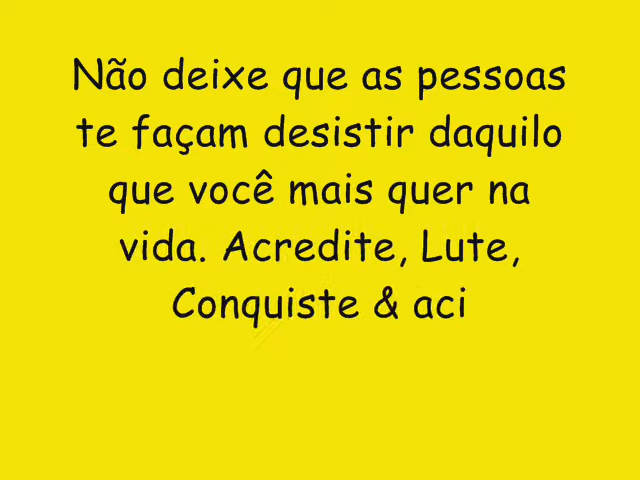 Não deixe que as pessoas
te façam desistir daquilo
que você mais quer na
vida. Acredite, Lute,
Conquiste & aci